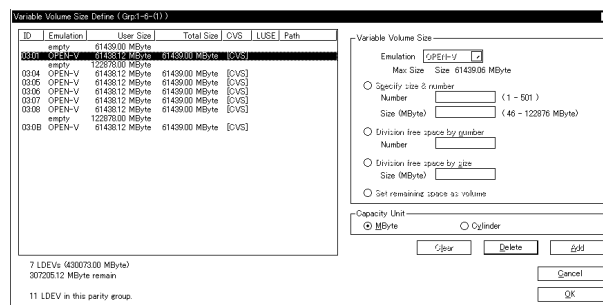 Variable Volume Size Define ( Grp:1-6-(1) )
ID Emulation User Size Total Size CVS LUSE Path
empty 61439.00 MByte
03:01 OPEN-V 61438.12 MByte 61439.00 MByte [CVS]
empty 122878.00 MByte
03:04 OPEN-V 61438.12 MByte 61439.00 MByte [CVS]
03:05 OPEN-V 61438.12 MByte 61439.00 MByte [CVS]
03:06 OPEN-V 61438.12 MByte 61439.00 MByte [CVS]
03:07 OPEN-V 61438.12 MByte 61439.00 MByte [CVS]
03:08 OPEN-V 61438.12 MByte 61439.00 MByte [CVS]
empty 122878.00 MByte
03:0B OPEN-V 61438.12 MByte 61439.00 MByte [CVS]
7 LDEVs (430073.00 MByte)
307205.12 MByte remain
11 LDEV in this parity group.
Variable Volume Size
Emulation OPEN-V
Max Size Size 61439.06 MByte
Specify size & number
Number ( 1 - 501 )
Size (MByte) ( 46 - 122876 MByte)
Division free space by number
Number
Division free space by size
Size (MByte)
Set remaining space as volume
Capacity Unit
MByte Cylinder
Clear Delete Add
Cancel
OK